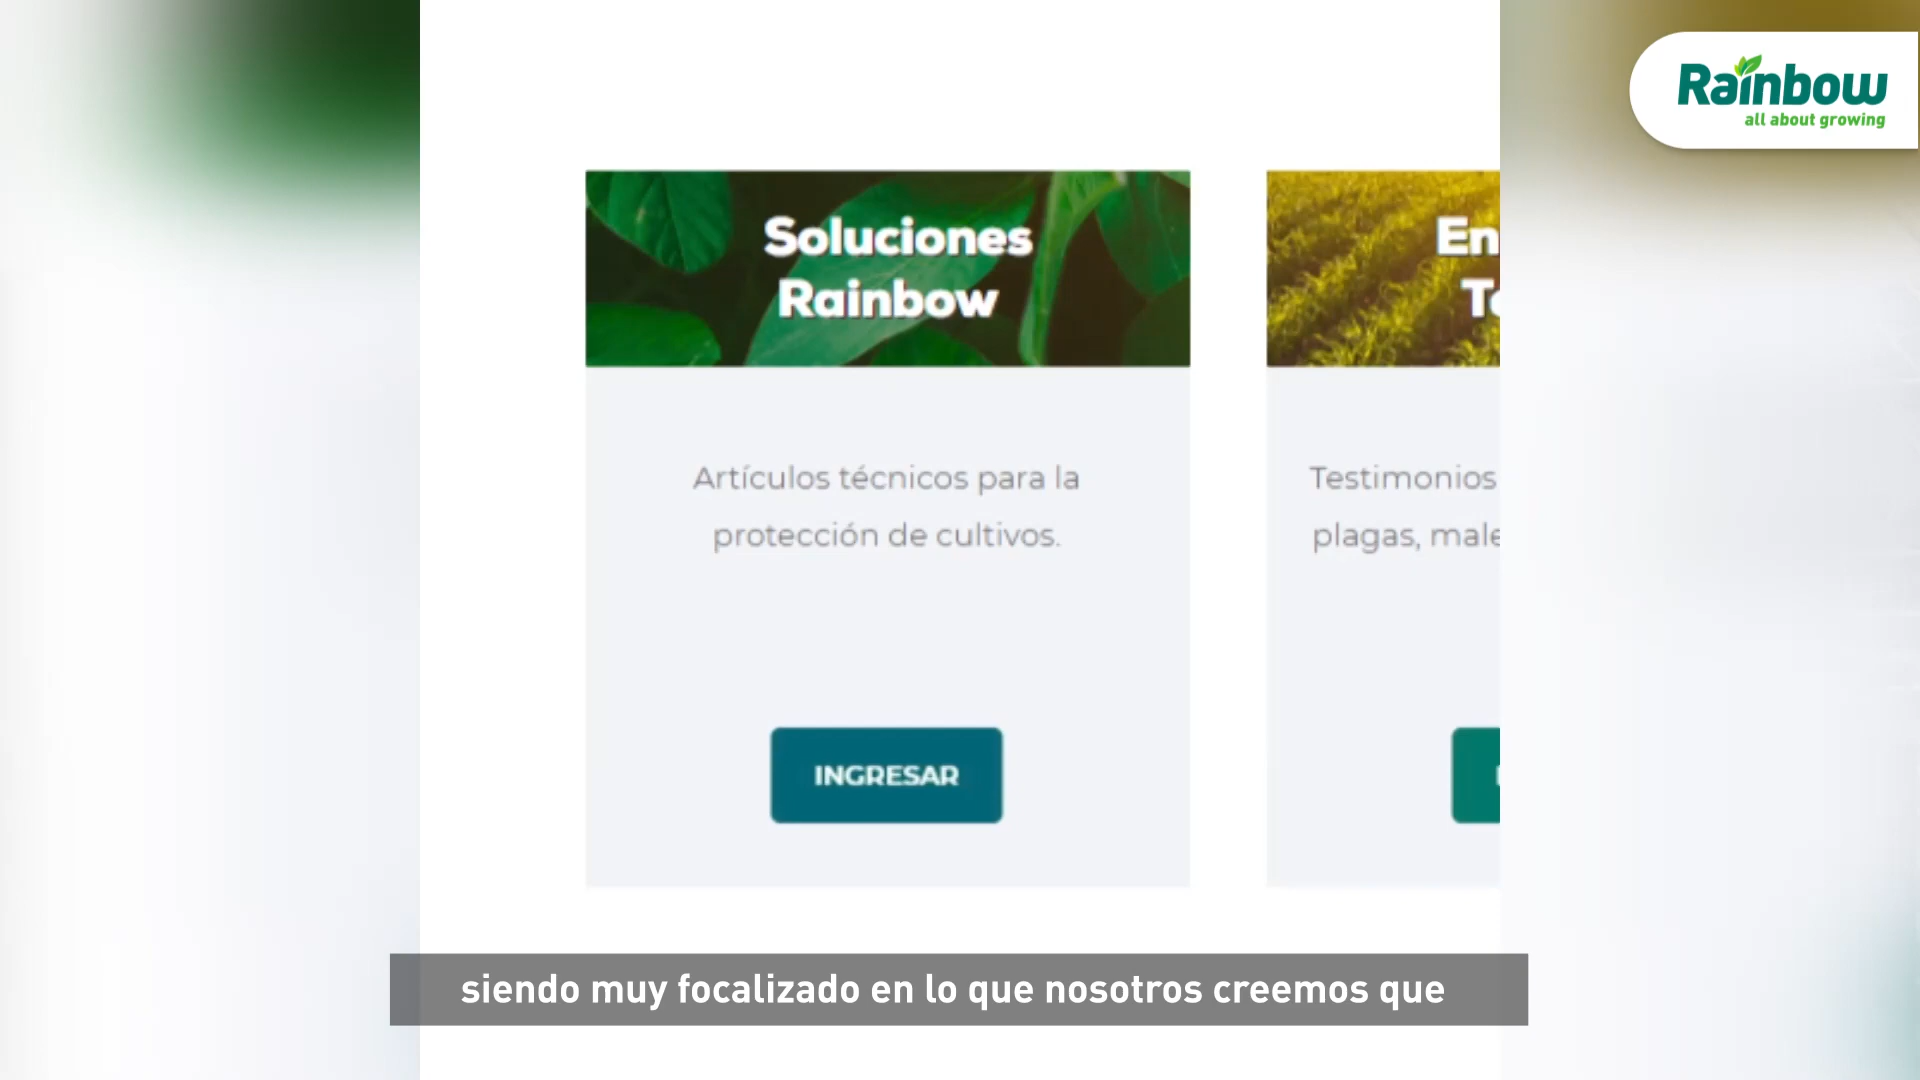 Rainbow
all about growing
Soluciones
Rainbow
En
Artículos técnicos para la
protección de cultivos.
Testimonios
plagas,
INGRESAR
siendo muy focalizado en lo que nosotros creemos que